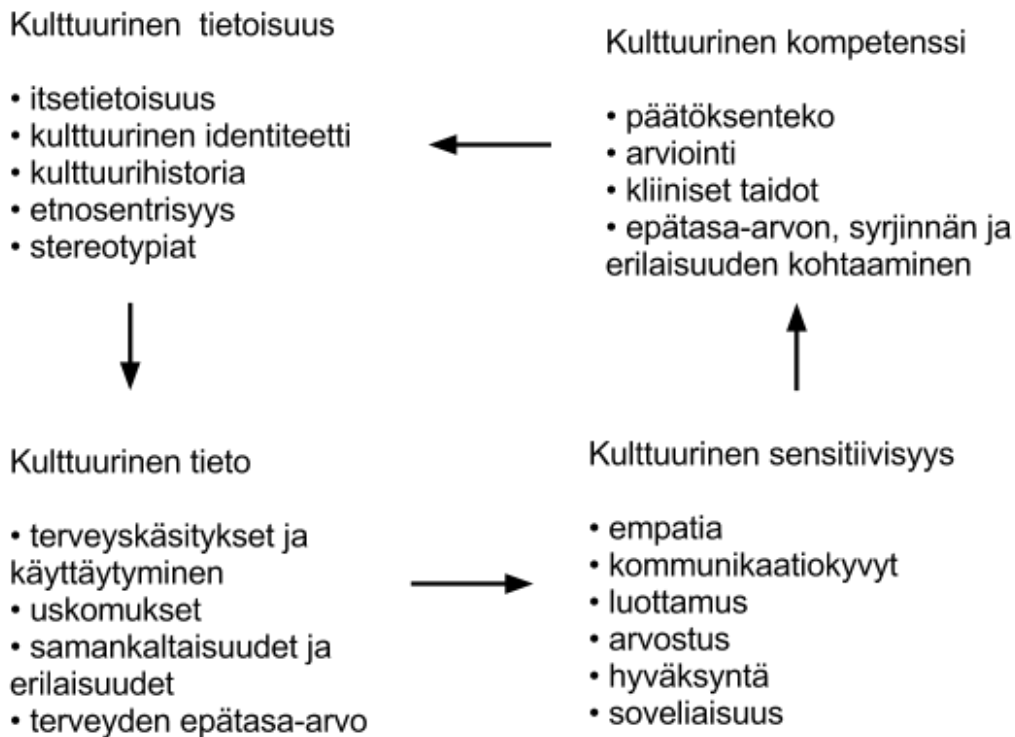 Kulttuurinen tietoisuus
• itsetietoisuus
• kulttuurinen identiteetti
• kulttuurihistoria
• etnosentrisyys
• stereotypiat
Kulttuurinen kompetenssi
• päätöksenteko
• arviointi
• kliiniset taidot
• epätasa-arvon, syrjinnän ja
erilaisuuden kohtaaminen
Kulttuurinen tieto
• terveyskäsitykset ja
käyttäytyminen
• uskomukset
• samankaltaisuudet ja
erilaisuudet
• terveyden epätasa-arvo
Kulttuurinen sensitiivisyys
• empatia
• kommunikaatiokyvyt
• luottamus
• arvostus
• hyväksyntä
• soveliaisuus